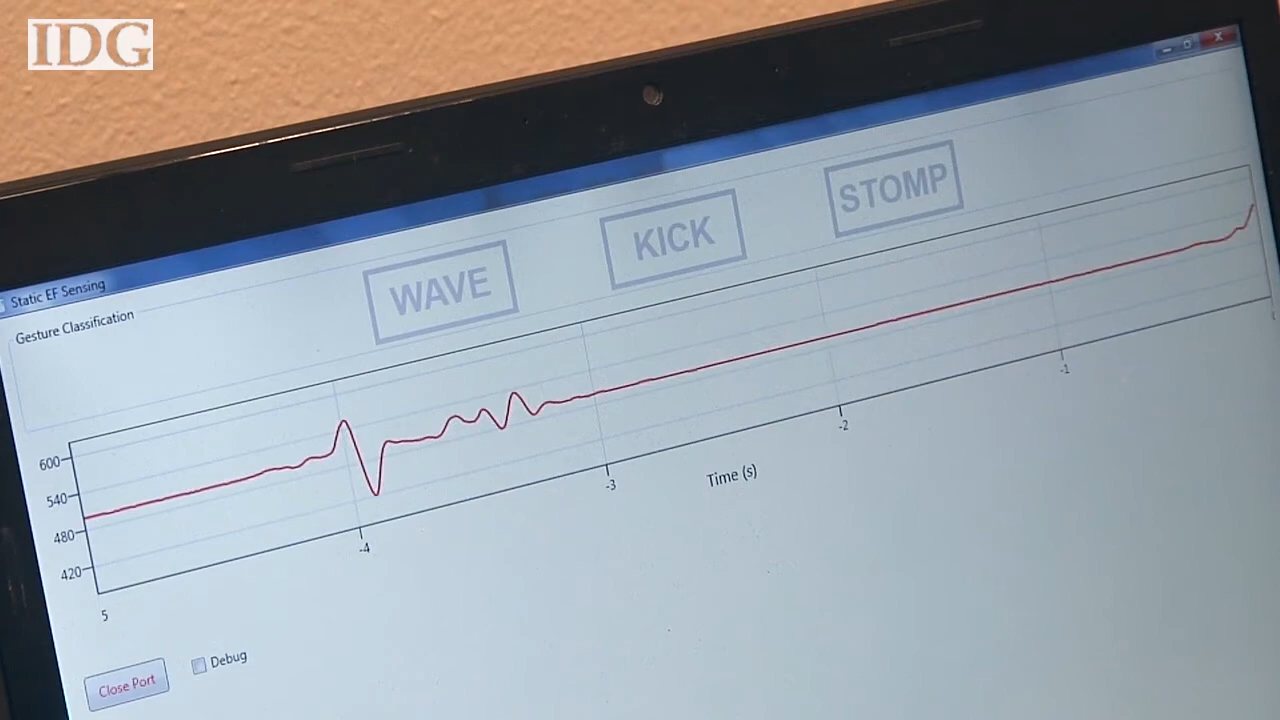 IDG
Static EF Sensing
Gesture Classification
WAVE
KICK
STOMP
600
540
480
420
5
-4
-3
-2
-1
Time (s)
Close Port
Debug